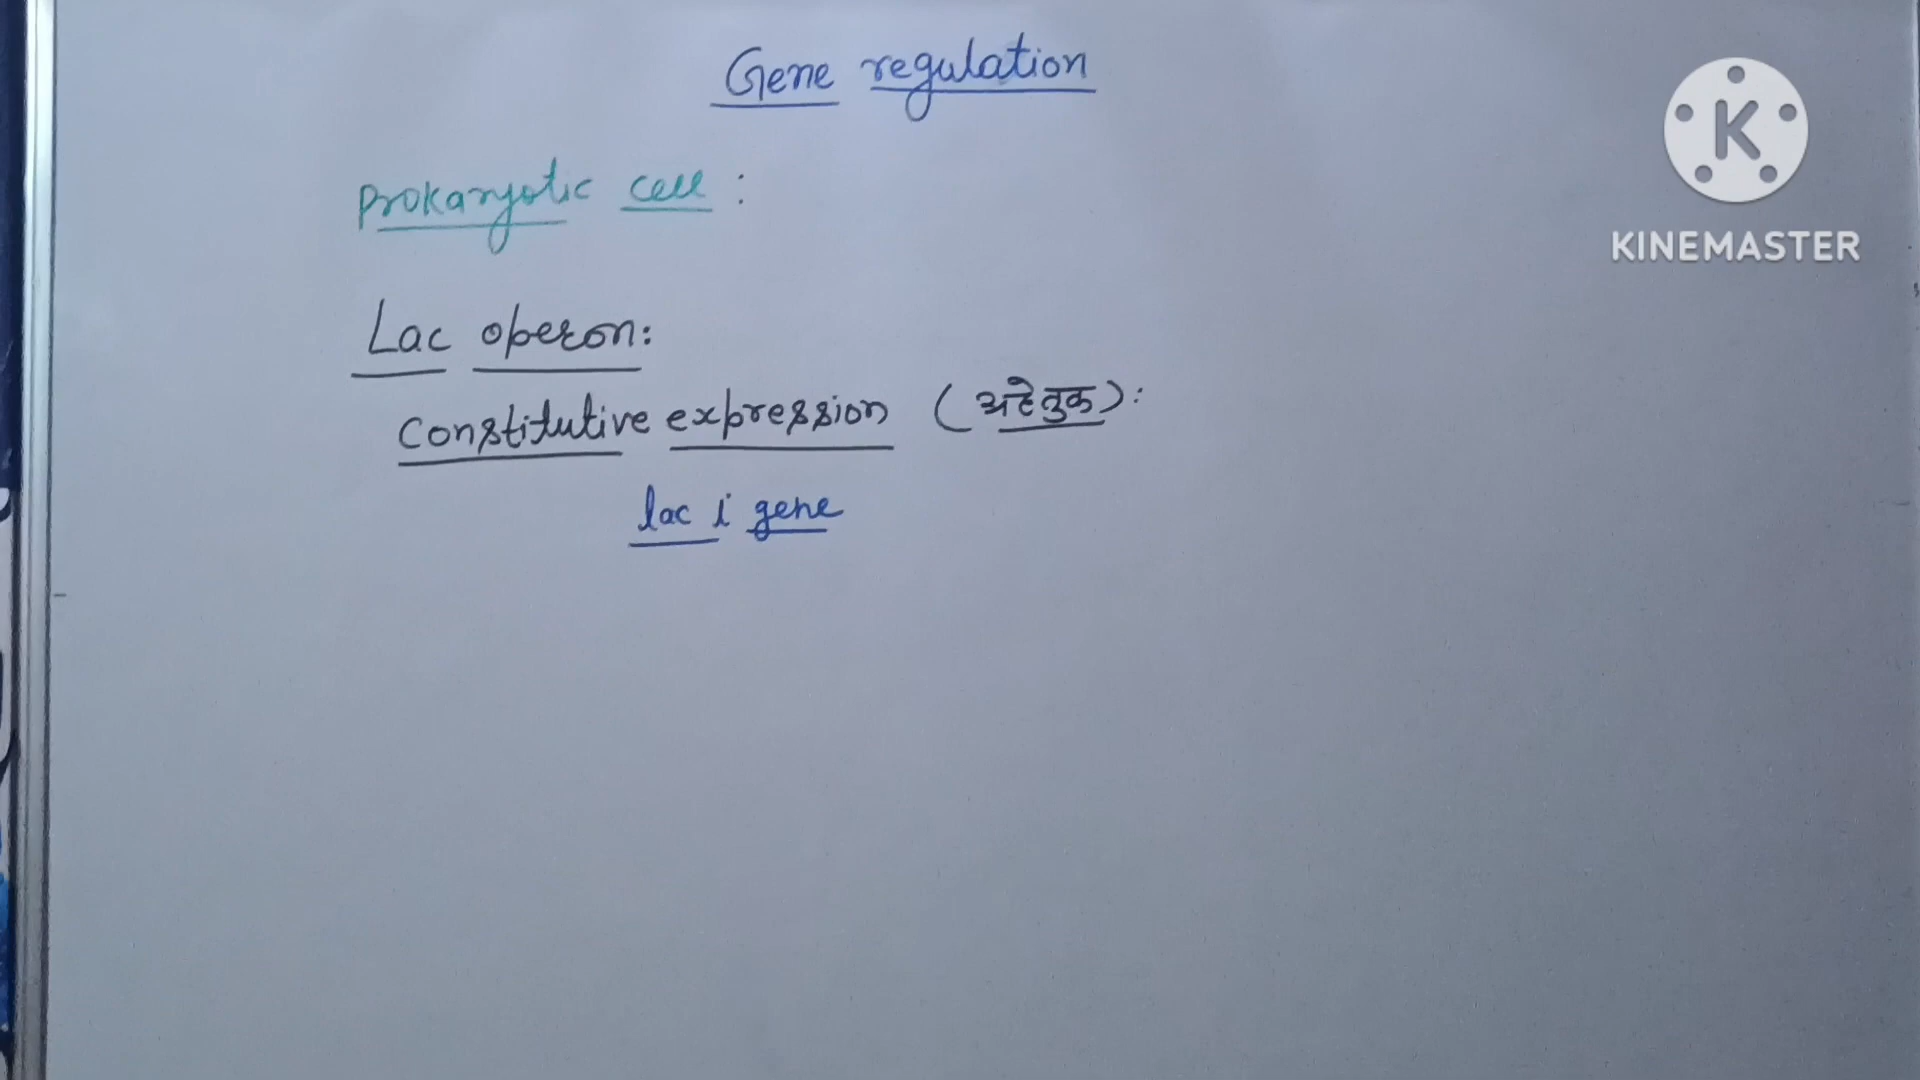 Gene regulation
K
KINEMASTER
Prokaryotic cell :
Lac operon:
Constitutive expression (अहेतुक):
lac i gene